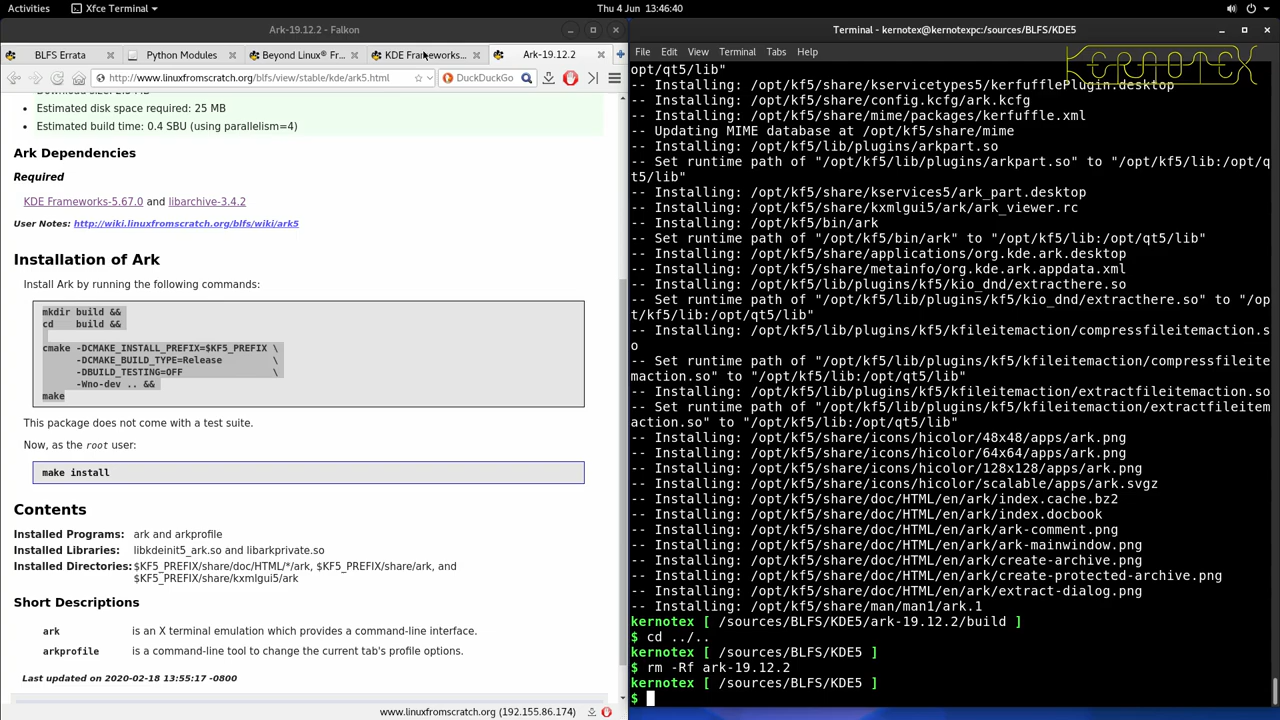 Activities
Xfce Terminal
Thu 4 Jun 13:46:40
Ark-19.12.2 - Falkon
BLFS Errata
Python Modules
Beyond Linux® Fr...
KDE Frameworks...
Ark-19.12.2
http://www.linuxfromscratch.org/blfs/view/stable/kde/ark5.html
DuckDuckGo
Estimated disk space required: 25 MB
Estimated build time: 0.4 SBU (using parallelism=4)
Ark Dependencies
Required
KDE Frameworks-5.67.0 and libarchive-3.4.2
User Notes: http://wiki.linuxfromscratch.org/blfs/wiki/ark5
Installation of Ark
Install Ark by running the following commands:
mkdir build &&
cd    build &&
cmake -DCMAKE_INSTALL_PREFIX=$KF5_PREFIX \
-DCMAKE_BUILD_TYPE=Release         \
-DBUILD_TESTING=OFF                \
-Wno-dev .. &&
make
This package does not come with a test suite.
Now, as the root user:
make install
Contents
Installed Programs: ark and arkprofile
Installed Libraries: libkdeinit5_ark.so and libarkprivate.so
Installed Directories: $KF5_PREFIX/share/doc/HTML/*/ark, $KF5_PREFIX/share/ark, and
$KF5_PREFIX/share/kxmlgui5/ark
Short Descriptions
ark is an X terminal emulation which provides a command-line interface.
arkprofile is a command-line tool to change the current tab's profile options.
Last updated on 2020-02-18 13:55:17 -0800
www.linuxfromscratch.org (192.155.86.174)
Terminal - kernotex@kernotexpc:/sources/BLFS/KDE5
File Edit View Terminal Tabs Help
KERNOTEX
opt/qt5/lib"
-- Installing: /opt/kf5/share/kservicetypes5/kerfufflePlugin.desktop
-- Installing: /opt/kf5/share/config.kcfg/ark.kcfg
-- Installing: /opt/kf5/share/mime/packages/kerfuffle.xml
-- Updating MIME database at /opt/kf5/share/mime
-- Installing: /opt/kf5/lib/plugins/arkpart.so
-- Set runtime path of "/opt/kf5/lib/plugins/arkpart.so" to "/opt/kf5/lib:/opt/q
t5/lib"
-- Installing: /opt/kf5/share/kservices5/ark_part.desktop
-- Installing: /opt/kf5/share/kxmlgui5/ark/ark_viewer.rc
-- Installing: /opt/kf5/bin/ark
-- Set runtime path of "/opt/kf5/bin/ark" to "/opt/kf5/lib:/opt/qt5/lib"
-- Installing: /opt/kf5/share/applications/org.kde.ark.desktop
-- Installing: /opt/kf5/share/metainfo/org.kde.ark.appdata.xml
-- Installing: /opt/kf5/lib/plugins/kf5/kio_dnd/extracthere.so
-- Set runtime path of "/opt/kf5/lib/plugins/kf5/kio_dnd/extracthere.so" to "/op
t/kf5/lib:/opt/qt5/lib"
-- Installing: /opt/kf5/lib/plugins/kf5/kfileitemaction/compressfileitemaction.s
o
-- Set runtime path of "/opt/kf5/lib/plugins/kf5/kfileitemaction/compressfileite
maction.so" to "/opt/kf5/lib:/opt/qt5/lib"
-- Installing: /opt/kf5/lib/plugins/kf5/kfileitemaction/extractfileitemaction.so
-- Set runtime path of "/opt/kf5/lib/plugins/kf5/kfileitemaction/extractfileitem
action.so" to "/opt/kf5/lib:/opt/qt5/lib"
-- Installing: /opt/kf5/share/icons/hicolor/48x48/apps/ark.png
-- Installing: /opt/kf5/share/icons/hicolor/64x64/apps/ark.png
-- Installing: /opt/kf5/share/icons/hicolor/128x128/apps/ark.png
-- Installing: /opt/kf5/share/icons/hicolor/scalable/apps/ark.svgz
-- Installing: /opt/kf5/share/doc/HTML/en/ark/index.cache.bz2
-- Installing: /opt/kf5/share/doc/HTML/en/ark/index.docbook
-- Installing: /opt/kf5/share/doc/HTML/en/ark/ark-comment.png
-- Installing: /opt/kf5/share/doc/HTML/en/ark/ark-mainwindow.png
-- Installing: /opt/kf5/share/doc/HTML/en/ark/create-archive.png
-- Installing: /opt/kf5/share/doc/HTML/en/ark/create-protected-archive.png
-- Installing: /opt/kf5/share/doc/HTML/en/ark/extract-dialog.png
-- Installing: /opt/kf5/share/man/man1/ark.1
kernotex [ /sources/BLFS/KDE5/ark-19.12.2/build ]
$ cd ../..
kernotex [ /sources/BLFS/KDE5 ]
$ rm -Rf ark-19.12.2
kernotex [ /sources/BLFS/KDE5 ]
$